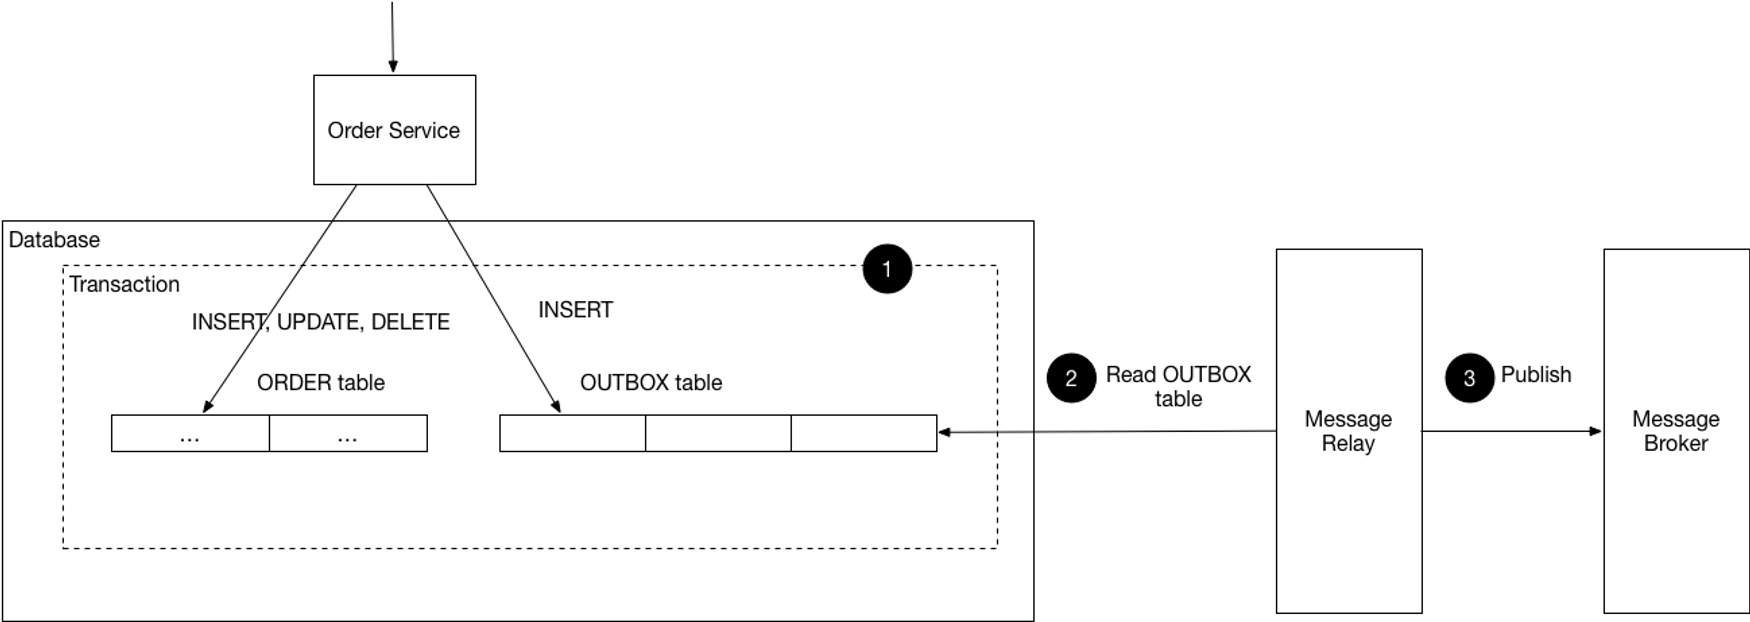 Order Service
Database
Transaction
1
INSERT, UPDATE, DELETE
INSERT
ORDER table
OUTBOX table
... ...
2
Read OUTBOX
table
Message
Relay
3
Publish
Message
Broker